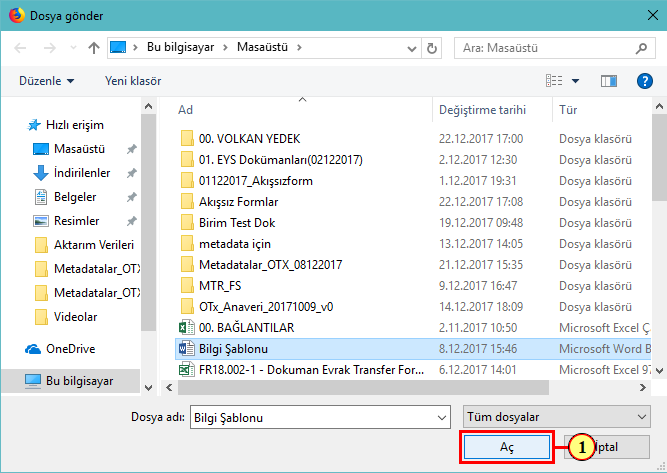 Dosya gönder
Bu bilgisayar Masaüstü Ara: Masaüstü
Düzenle Yeni klasör
Ad Değiştirme tarihi Tür
Hızlı erişim
Masaüstü
İndirilenler
Belgeler
Resimler
Aktarım Verileri
Metadatalar_OTX
Metadatalar_OTX
Videolar
OneDrive
Bu bilgisayar
00. VOLKAN YEDEK 22.12.2017 17:00 Dosya klasörü
01. EYS Dokümanları(02122017) 2.12.2017 12:30 Dosya klasörü
01122017_Akışsızform 1.12.2017 19:31 Dosya klasörü
Akışsız Formlar 22.12.2017 17:08 Dosya klasörü
Birim Test Dok 19.12.2017 09:48 Dosya klasörü
metadata için 13.12.2017 14:05 Dosya klasörü
Metadatalar_OTX_08122017 21.12.2017 15:35 Dosya klasörü
MTR_FS 9.12.2017 16:47 Dosya klasörü
OTx_Anaveri_20171009_v0 14.12.2017 18:09 Dosya klasörü
00. BAĞLANTILAR 2.11.2017 10:50 Microsoft Excel Ç
Bilgi Şablonu 8.12.2017 15:46 Microsoft Word B
FR18.002-1 - Dokuman Evrak Transfer For... 6.12.2017 14:01 Microsoft Excel 97
Dosya adı: Bilgi Şablonu Tüm dosyalar
Aç 1 İptal